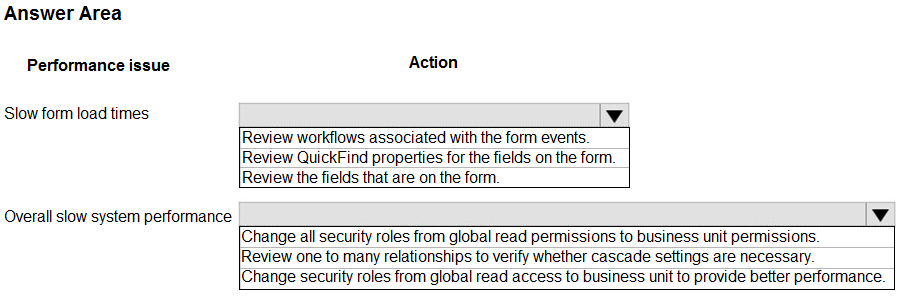 Answer Area
Performance issue
Action
Slow form load times
Review workflows associated with the form events.
Review QuickFind properties for the fields on the form.
Review the fields that are on the form.
Overall slow system performance
Change all security roles from global read permissions to business unit permissions.
Review one to many relationships to verify whether cascade settings are necessary.
Change security roles from global read access to business unit to provide better performance.